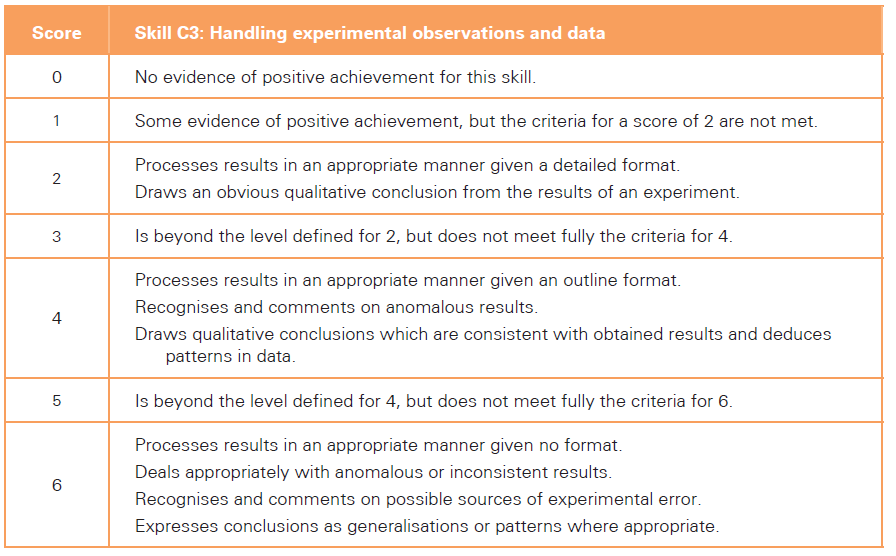 Score Skill C3: Handling experimental observations and data
0 No evidence of positive achievement for this skill.
1 Some evidence of positive achievement, but the criteria for a score of 2 are not met.
2 Processes results in an appropriate manner given a detailed format.
Draws an obvious qualitative conclusion from the results of an experiment.
3 Is beyond the level defined for 2, but does not meet fully the criteria for 4.
4 Processes results in an appropriate manner given an outline format.
Recognises and comments on anomalous results.
Draws qualitative conclusions which are consistent with obtained results and deduces
patterns in data.
5 Is beyond the level defined for 4, but does not meet fully the criteria for 6.
6 Processes results in an appropriate manner given no format.
Deals appropriately with anomalous or inconsistent results.
Recognises and comments on possible sources of experimental error.
Expresses conclusions as generalisations or patterns where appropriate.